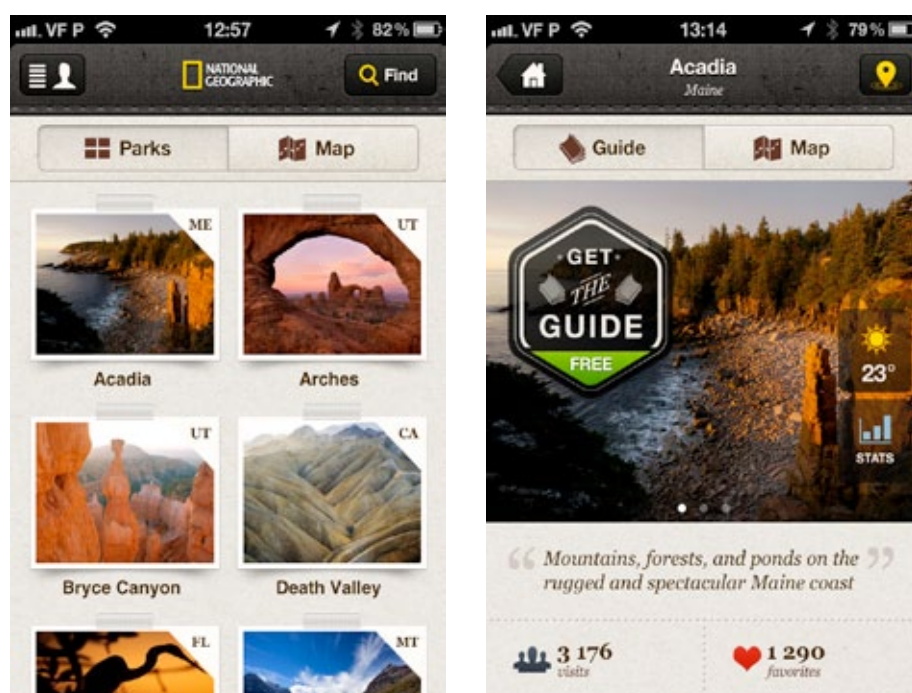 VF P 12:57 82%
NATIONAL
GEOGRAPHIC
Find
Parks Map
ME UT
Acadia Arches
UT CA
Bryce Canyon Death Valley
FL MT
VF P 13:14 79%
Acadia
Maine
Guide Map
GET
THE
GUIDE
FREE
23°
STATS
“ Mountains, forests, and ponds on the ”
rugged and spectacular Maine coast
3 176 1 290
visits favorites